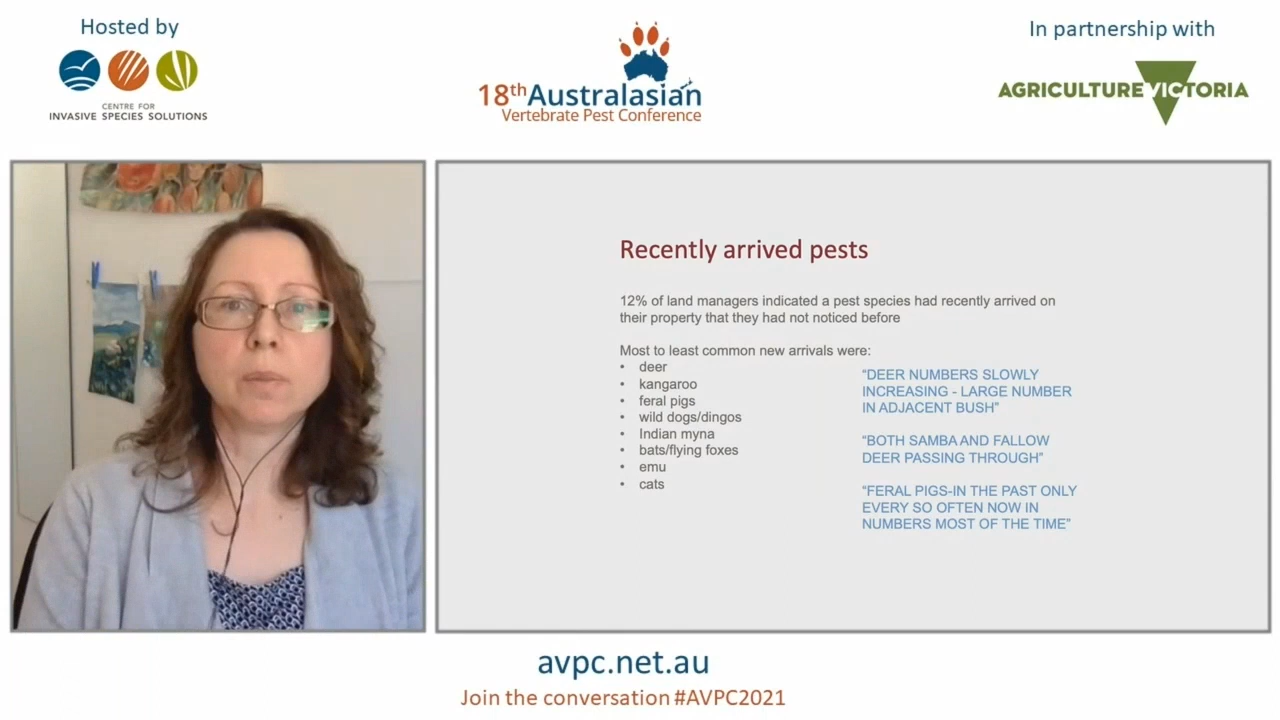 Hosted by
CENTRE FOR
INVASIVE SPECIES SOLUTIONS
18th Australasian
Vertebrate Pest Conference
In partnership with
AGRICULTURE VICTORIA
Recently arrived pests
12% of land managers indicated a pest species had recently arrived on
their property that they had not noticed before
Most to least common new arrivals were:
• deer
• kangaroo
• feral pigs
• wild dogs/dingos
• Indian myna
• bats/flying foxes
• emu
• cats
“DEER NUMBERS SLOWLY
INCREASING - LARGE NUMBER
IN ADJACENT BUSH”
“BOTH SAMBA AND FALLOW
DEER PASSING THROUGH”
“FERAL PIGS-IN THE PAST ONLY
EVERY SO OFTEN NOW IN
NUMBERS MOST OF THE TIME”
avpc.net.au
Join the conversation #AVPC2021